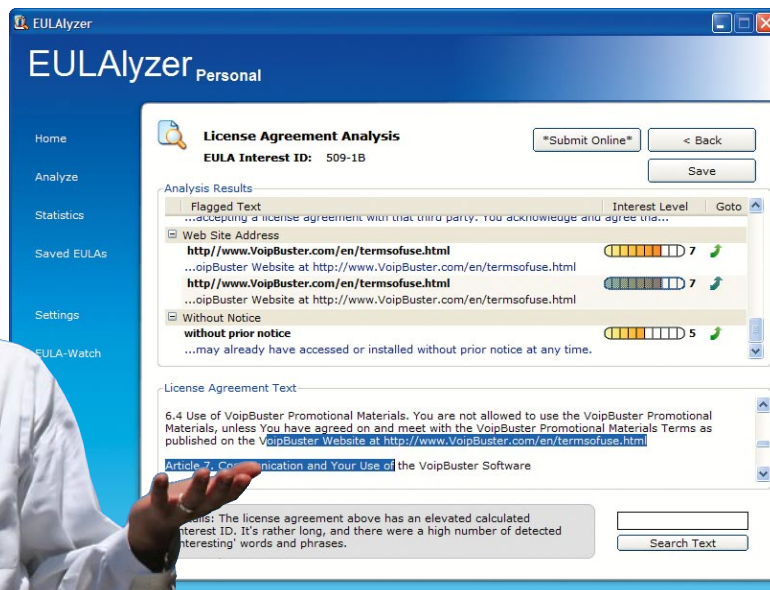 EULAlyzer
EULAlyzer Personal
Home
Analyze
Statistics
Saved EULAs
Settings
EULA-Watch
License Agreement Analysis
EULA Interest ID: 509-1B
*Submit Online*
< Back
Save
Analysis Results
Flagged Text Interest Level Goto
...accepting a license agreement with that third party. You acknowledge and agree tha...
Web Site Address
http//www.VoipBuster.com/en/termsofuse.html 7
...oipBuster Website at http://www.VoipBuster.com/en/termsofuse.html
http//www.VoipBuster.com/en/termsofuse.html 7
...oipBuster Website at http://www.VoipBuster.com/en/termsofuse.html
Without Notice
without prior notice 5
...may already have accessed or installed without prior notice at any time.
License Agreement Text
6.4 Use of VoipBuster Promotional Materials. You are not allowed to use the VoipBuster Promotional
Materials, unless You have agreed on and meet with the VoipBuster Promotional Materials Terms as
published on the VoipBuster Website at http://www.VoipBuster.com/en/termsofuse.html
Article 7. Communication and Your Use of the VoipBuster Software
The license agreement above has an elevated calculated
ID. It's rather long, and there were a high number of detected
interesting' words and phrases.
Search Text